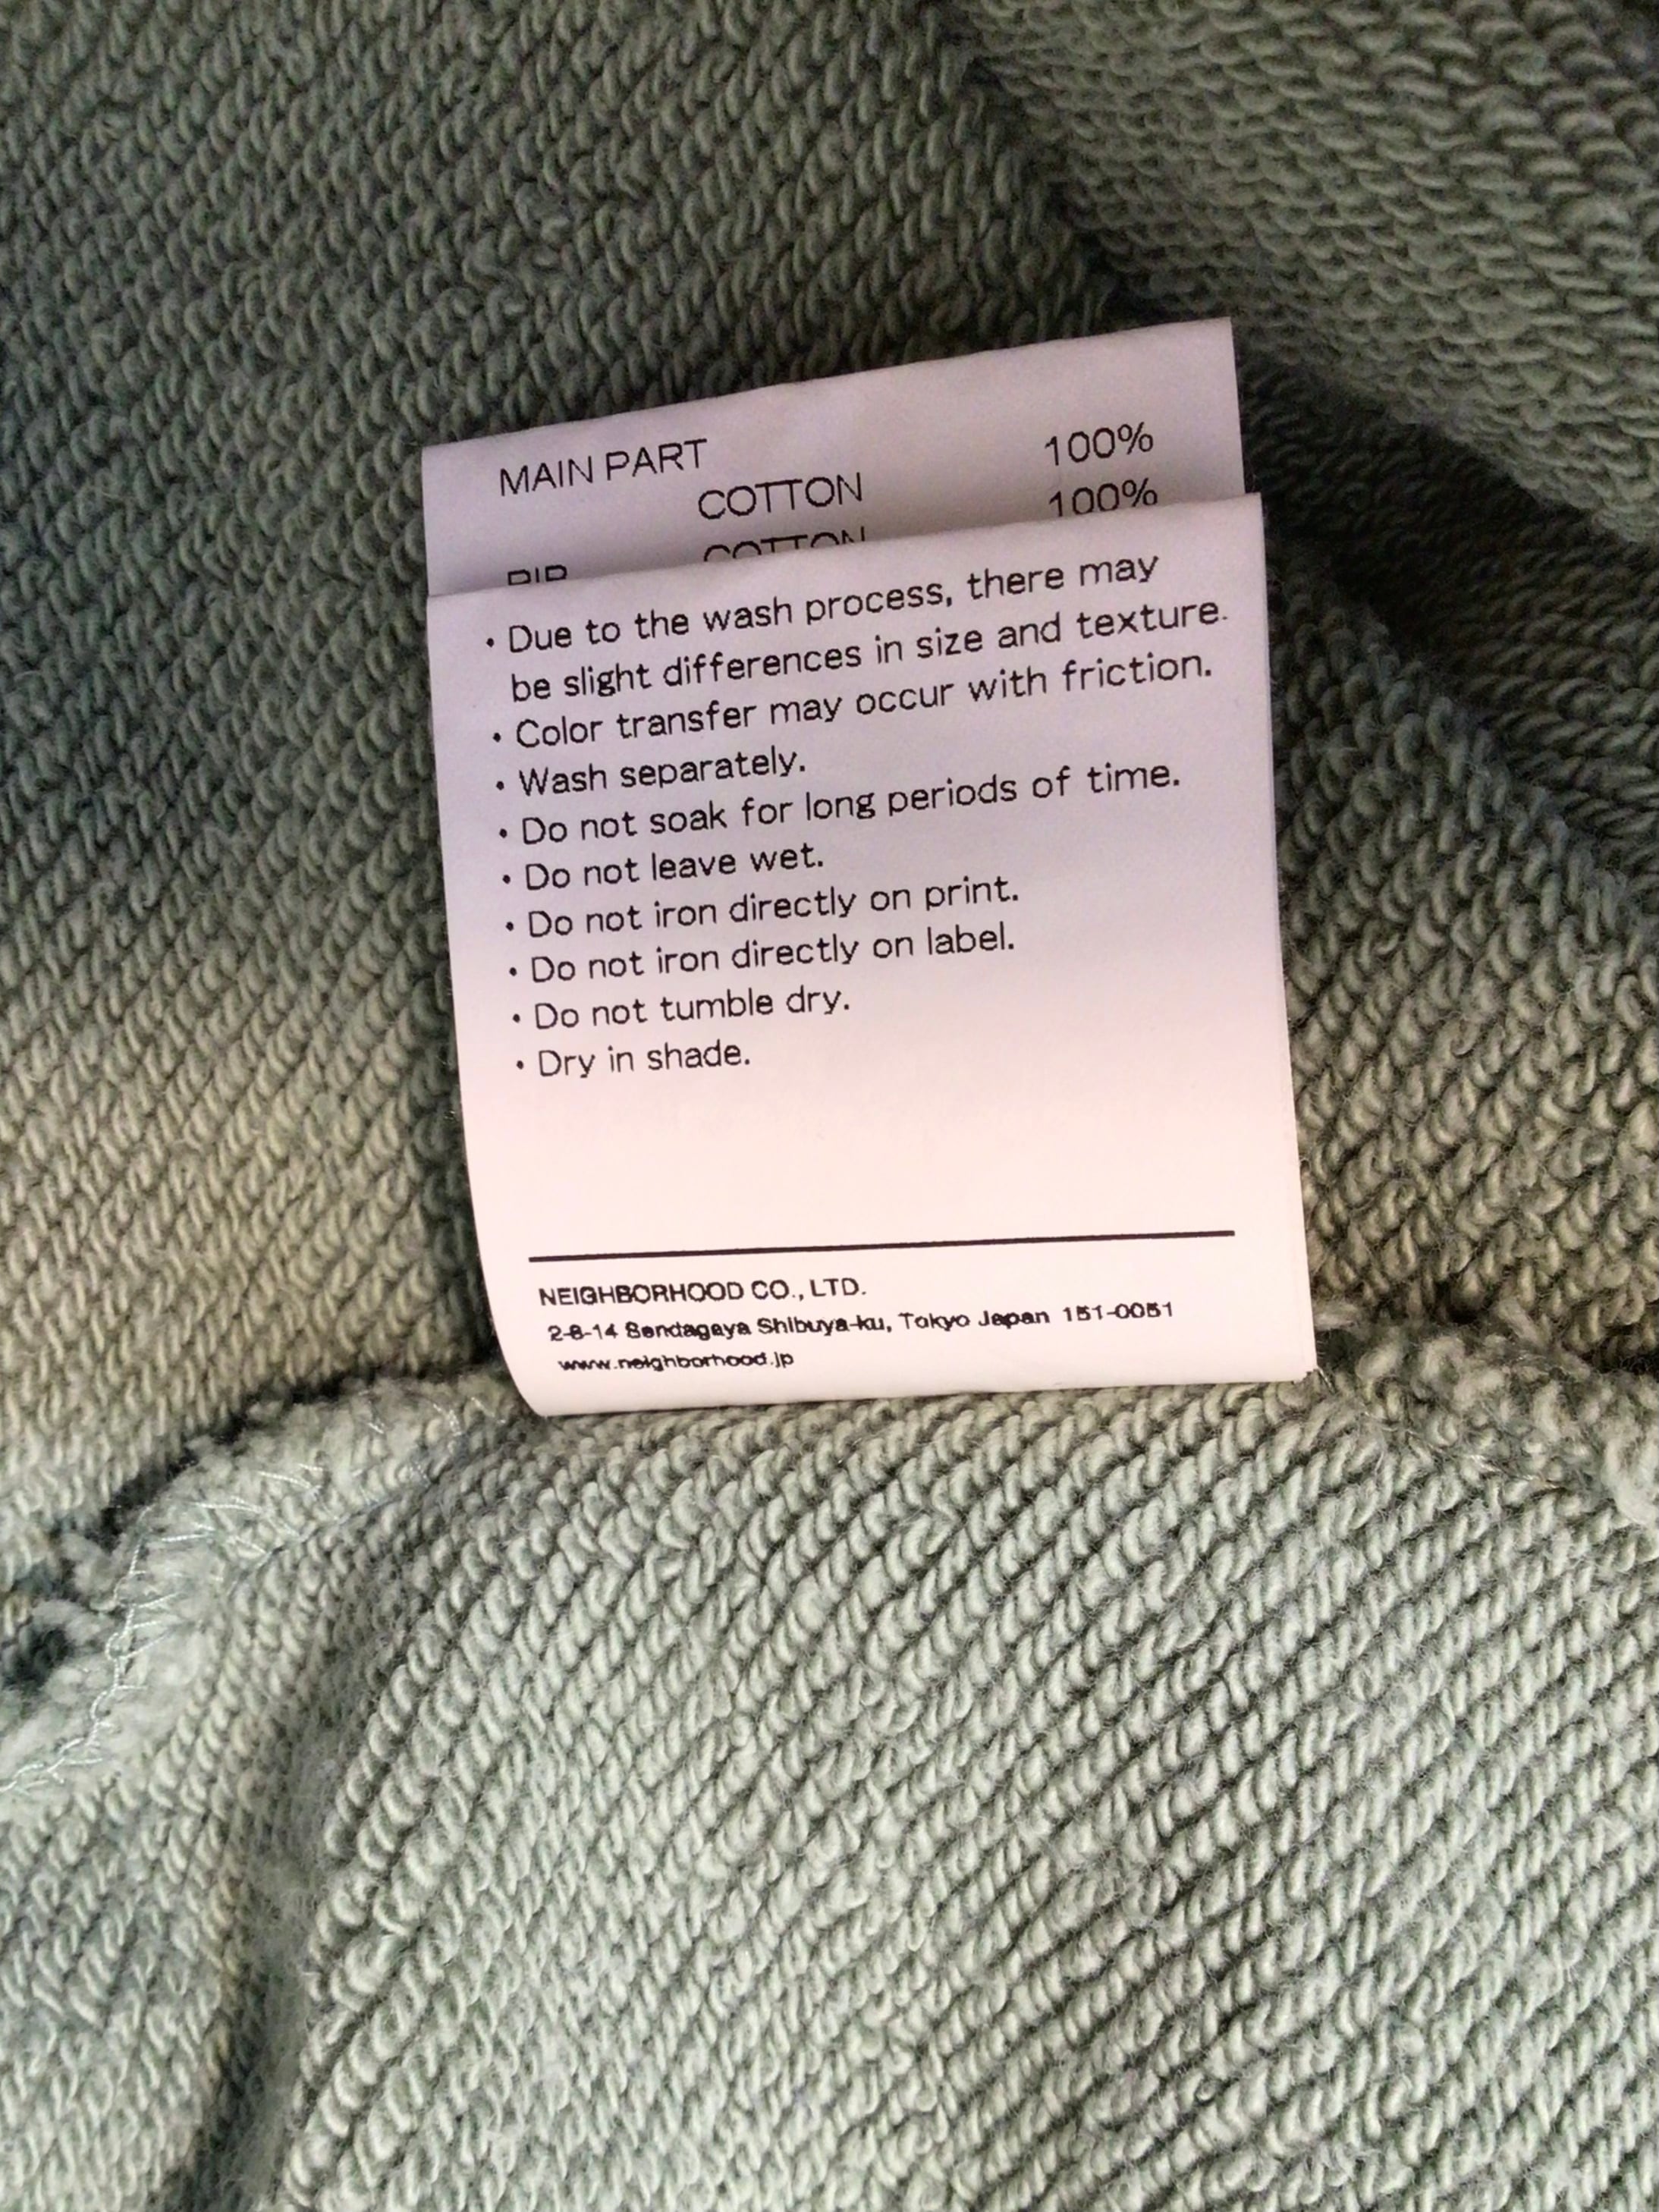 MAIN PART
COTTON 100%
RIB COTTON 100%
・Due to the wash process, there may
be slight differences in size and texture.
・Color transfer may occur with friction.
・Wash separately.
・Do not soak for long periods of time.
・Do not leave wet.
・Do not iron directly on print.
・Do not iron directly on label.
・Do not tumble dry.
・Dry in shade.
NEIGHBORHOOD CO., LTD.
2-8-14 Sendagaya Shibuya-ku, Tokyo Japan 151-0051
www.neighborhood.jp